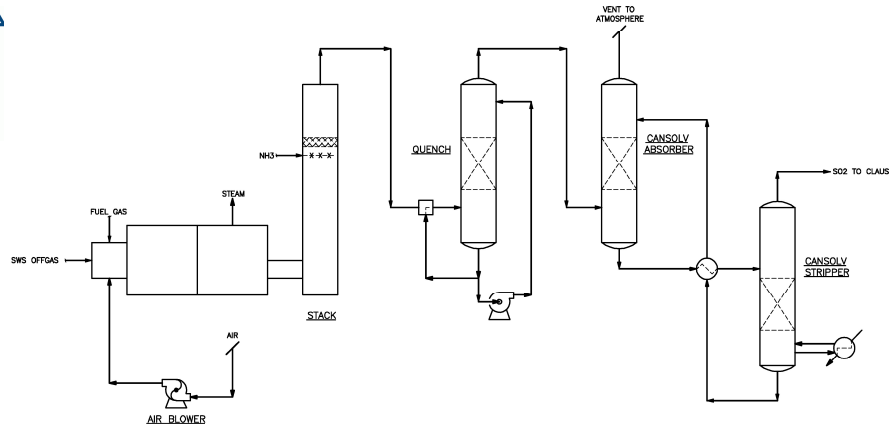 VENT TO
ATMOSPHERE
QUENCH
CANSOLV
ABSORBER
NH3
SO2 TO CLAUS
STEAM
FUEL GAS
SWS OFFGAS
CANSOLV
STRIPPER
STACK
AIR
AIR BLOWER